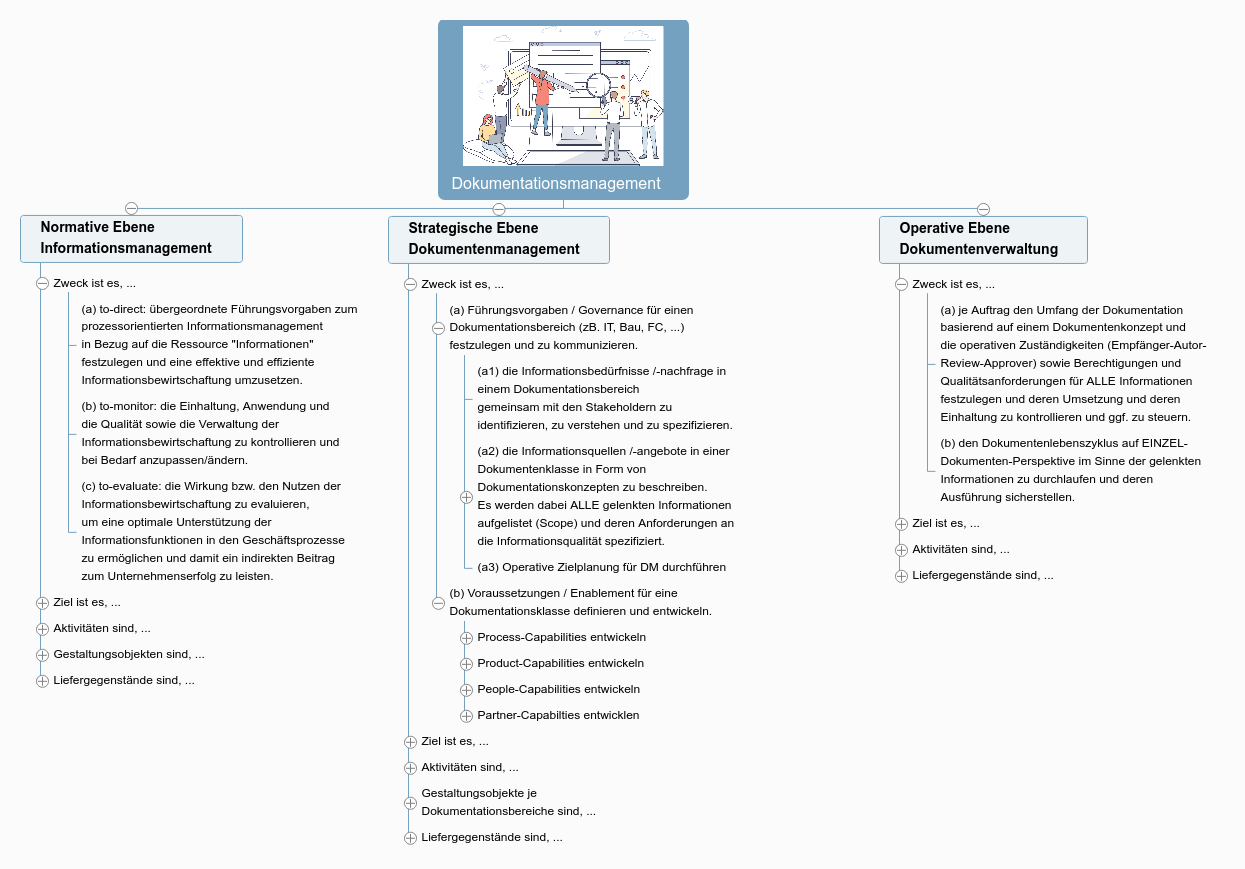 Dokumentationsmanagement
Normative Ebene
Informationsmanagement
Zweck ist es, ...
(a) to-direct: übergeordnete Führungsvorgaben zum
prozessorientierten Informationsmanagement
in Bezug auf die Ressource "Informationen"
festzulegen und eine effektive und effiziente
Informationsbewirtschaftung umzusetzen.
(b) to-monitor: die Einhaltung, Anwendung und
die Qualität sowie die Verwaltung der
Informationsbewirtschaftung zu kontrollieren und
bei Bedarf anzupassen/ändern.
(c) to-evaluate: die Wirkung bzw. den Nutzen der
Informationsbewirtschaftung zu evaluieren,
um eine optimale Unterstützung der
Informationsfunktionen in den Geschäftsprozesse
zu ermöglichen und damit ein indirekten Beitrag
zum Unternehmenserfolg zu leisten.
Ziel ist es, ...
Aktivitäten sind, ...
Gestaltungsobjekten sind, ...
Liefergegenstände sind, ...
Strategische Ebene
Dokumentenmanagement
Zweck ist es, ...
(a) Führungsvorgaben / Governance für einen
Dokumentationsbereich (zB. IT, Bau, FC, ...)
festzulegen und zu kommunizieren.
(a1) die Informationsbedürfnisse /-nachfrage in
einem Dokumentationsbereich
gemeinsam mit den Stakeholdern zu
identifizieren, zu verstehen und zu spezifizieren.
(a2) die Informationsquellen /-angebote in einer
Dokumentenklasse in Form von
Dokumentationskonzepten zu beschreiben.
Es werden dabei ALLE gelenkten Informationen
aufgelistet (Scope) und deren Anforderungen an
die Informationsqualität spezifiziert.
(a3) Operative Zielplanung für DM durchführen
(b) Voraussetzungen / Enablement für eine
Dokumentationsklasse definieren und entwickeln.
Process-Capabilities entwickeln
Product-Capabilities entwickeln
People-Capabilities entwickeln
Partner-Capabilties entwicklen
Ziel ist es, ...
Aktivitäten sind, ...
Gestaltungsobjekte je
Dokumentationsbereiche sind, ...
Liefergegenstände sind, ...
Operative Ebene
Dokumentenverwaltung
Zweck ist es, ...
(a) je Auftrag den Umfang der Dokumentation
basierend auf einem Dokumentenkonzept und
die operativen Zuständigkeiten (Empfänger-Autor-
Review-Approver) sowie Berechtigungen und
Qualitätsanforderungen für ALLE Informationen
festzulegen und deren Umsetzung und deren
Einhaltung zu kontrollieren und ggf. zu steuern.
(b) den Dokumentenlebenszyklus auf EINZEL-
Dokumenten-Perspektive im Sinne der gelenkten
Informationen zu durchlaufen und deren
Ausführung sicherstellen.
Ziel ist es, ...
Aktivitäten sind, ...
Liefergegenstände sind, ...